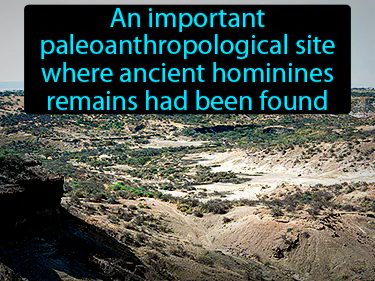 An important
paleoanthropological site
where ancient hominines
remains had been found